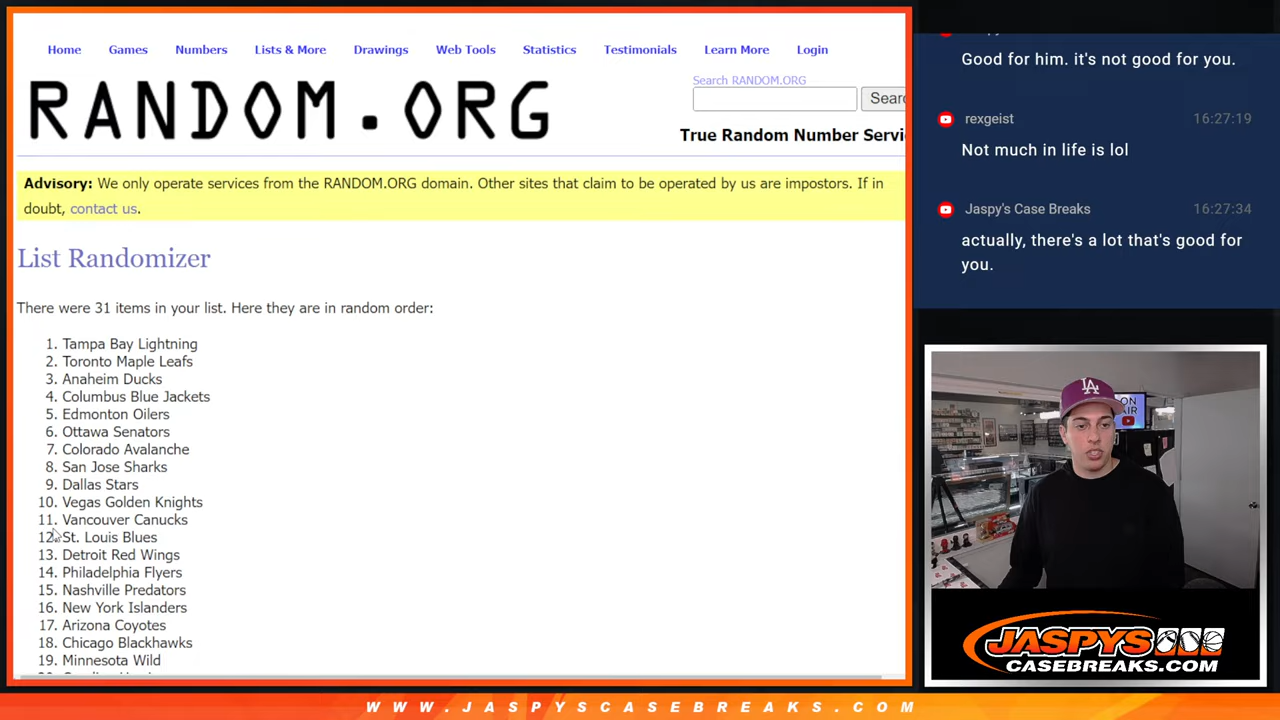 Home Games Numbers Lists & More Drawings Web Tools Statistics Testimonials Learn More Login
RANDOM.ORG
Search RANDOM.ORG
Sear
True Random Number Servi
Advisory: We only operate services from the RANDOM.ORG domain. Other sites that claim to be operated by us are impostors. If in
doubt, contact us.
List Randomizer
There were 31 items in your list. Here they are in random order:
1. Tampa Bay Lightning
2. Toronto Maple Leafs
3. Anaheim Ducks
4. Columbus Blue Jackets
5. Edmonton Oilers
6. Ottawa Senators
7. Colorado Avalanche
8. San Jose Sharks
9. Dallas Stars
10. Vegas Golden Knights
11. Vancouver Canucks
12. St. Louis Blues
13. Detroit Red Wings
14. Philadelphia Flyers
15. Nashville Predators
16. New York Islanders
17. Arizona Coyotes
18. Chicago Blackhawks
19. Minnesota Wild
Good for him. it's not good for you.
rexgeist 16:27:19
Not much in life is lol
Jaspy's Case Breaks 16:27:34
actually, there's a lot that's good for
you.
LA
ON
AIR
JASPYS
CASEBREAKS.COM
WWW.JASPYSCASEBREAKS.COM